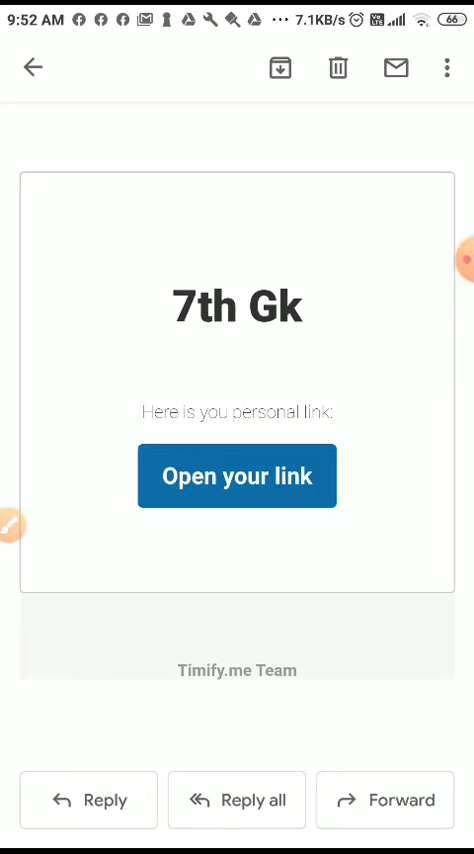 9:52 AM ... 7.1KB/s 66
7th Gk
Here is you personal link:
Open your link
Timify.me Team
Reply
Reply all
Forward